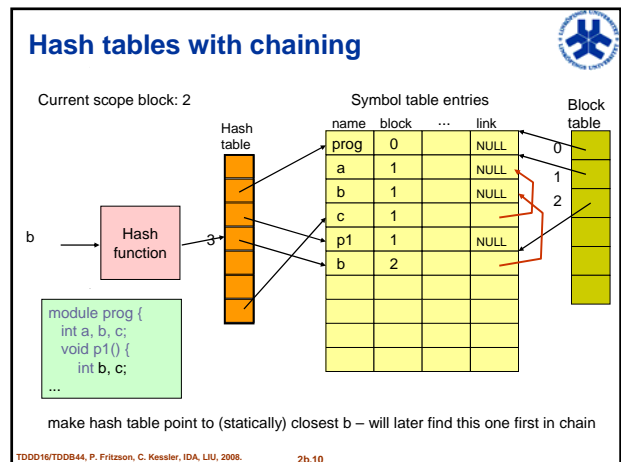 Hash tables with chaining
LINKÖPINGS UNIVERSITET
Current scope block: 2
Symbol table entries
Hash table
name block ... link
Block table
prog 0 NULL
0
a 1 NULL
1
b 1 NULL
2
c 1
p1 1 NULL
b 2
b
Hash function
3
module prog {
int a, b, c;
void p1() {
int b, c;
...
make hash table point to (statically) closest b – will later find this one first in chain
TDDD16/TDDB44, P. Fritzson, C. Kessler, IDA, LIU, 2008.
2b.10